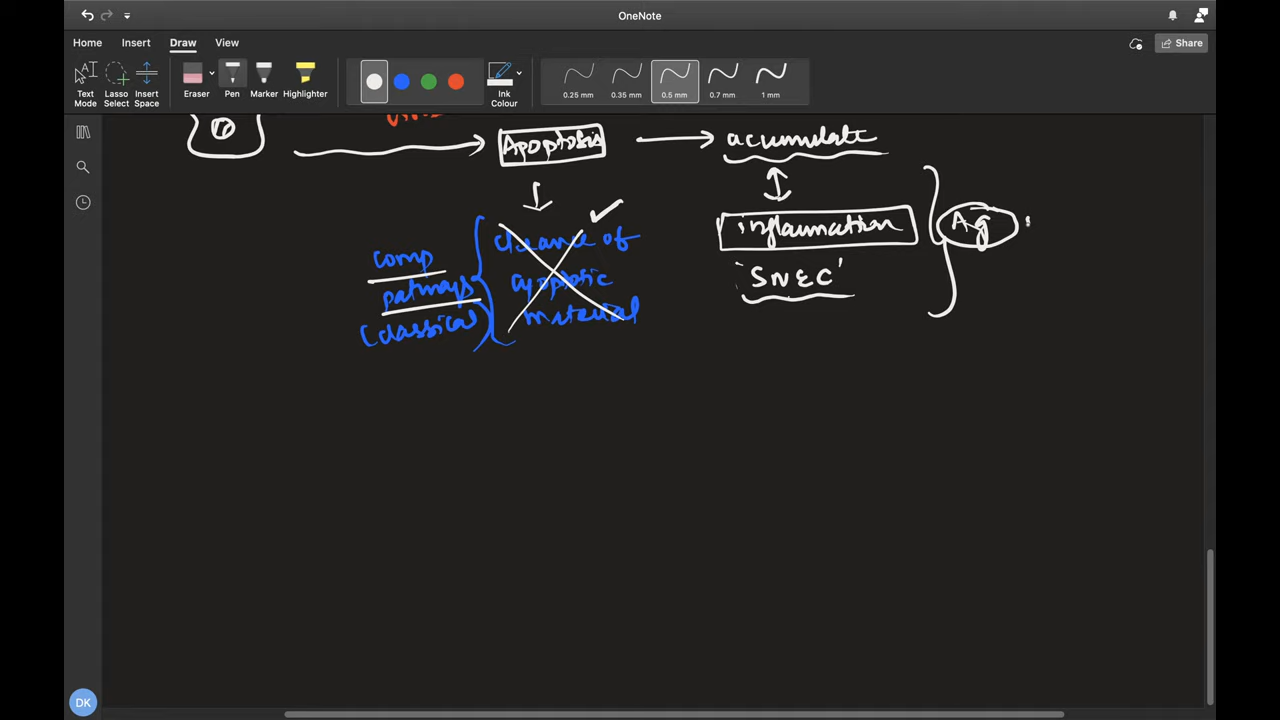 OneNote
Home Insert Draw View
Share
Text Mode
Lasso Select
Insert Space
Eraser
Pen
Marker
Highlighter
Ink Colour
0.25 mm
0.35 mm
0.5 mm
0.7 mm
1 mm
Apoptosis
acumulate
inflammation
'SNEC'
Ag
clearance of
apoptotic
material
comp
patways
(classical)
DK